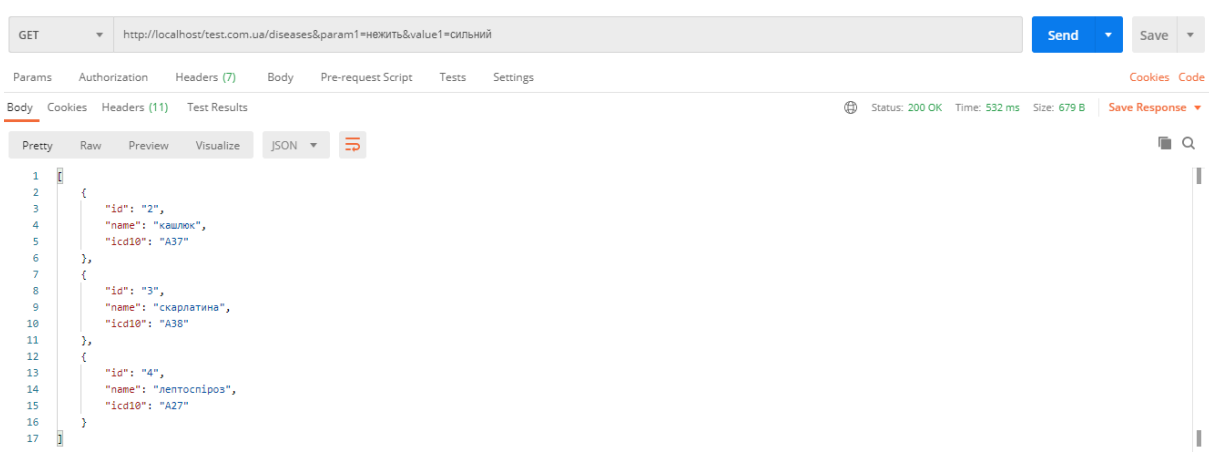 GET http://localhost/test.com.ua/diseases&param1=нежить&value1=сильний Send Save
Params Authorization Headers (7) Body Pre-request Script Tests Settings Cookies Code
Body Cookies Headers (11) Test Results Status: 200 OK Time: 532 ms Size: 679 B Save Response
Pretty Raw Preview Visualize JSON
1 [
2 {
3 "id": "2",
4 "name": "кашлюк",
5 "icd10": "A37"
6 },
7 {
8 "id": "3",
9 "name": "скарлатина",
10 "icd10": "A38"
11 },
12 {
13 "id": "4",
14 "name": "лептоспіроз",
15 "icd10": "A27"
16 }
17 ]